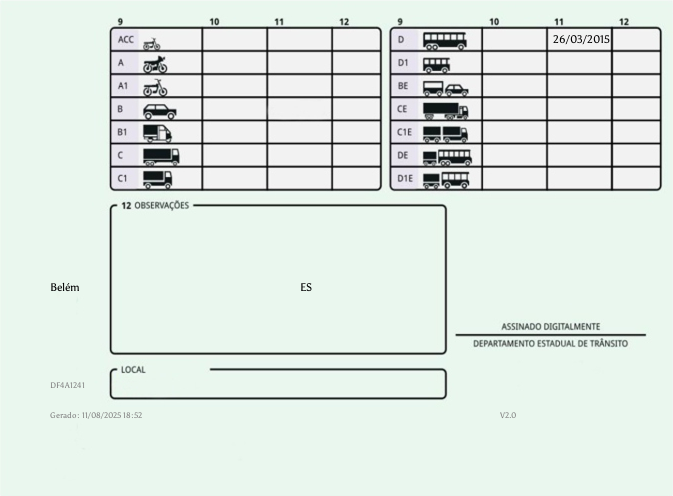 9 10 11 12 9 10 11 12
ACC D 26/03/2015
A D1
A1 BE
B CE
B1 C1E
C DE
C1 D1E
12 OBSERVAÇÕES
Belém ES
ASSINADO DIGITALMENTE
DEPARTAMENTO ESTADUAL DE TRÂNSITO
LOCAL
DF4A1241
Gerado: 11/08/2025 18:52 V2.0